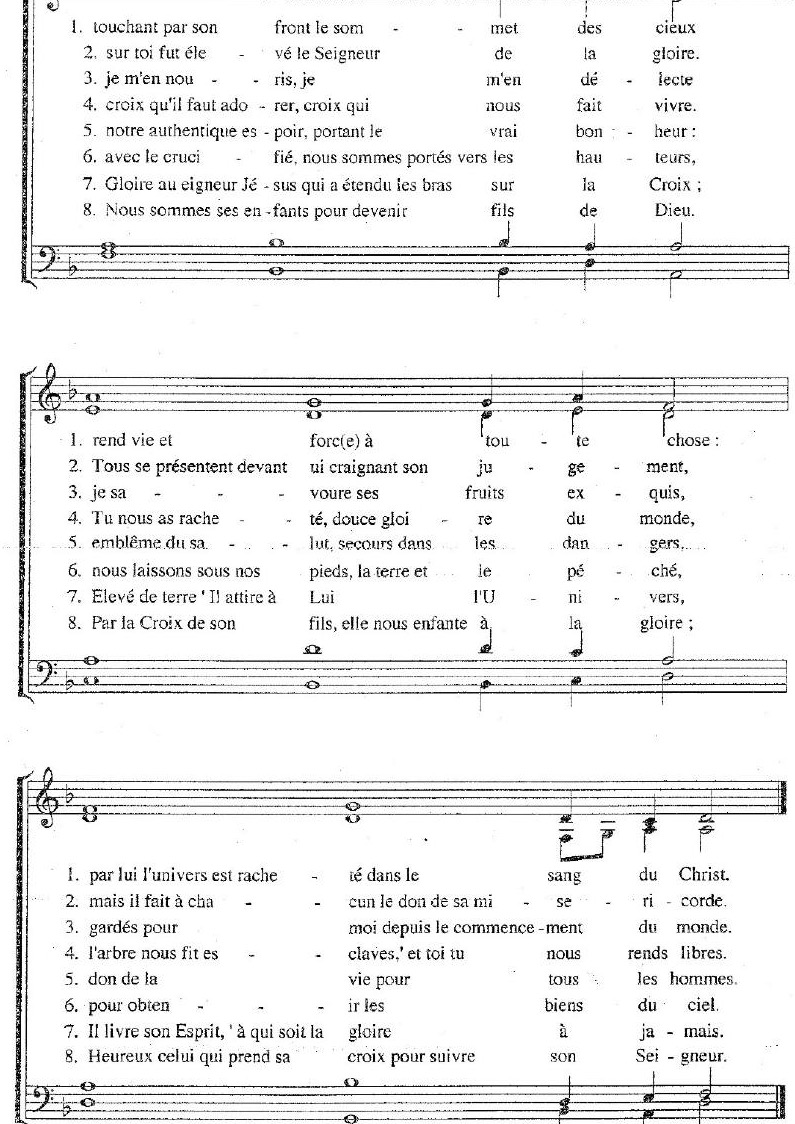 1. touchant par son front le som - - met des cieux
2. sur toi fut éle - vé le Seigneur de la gloire.
3. je m'en nou - - ris, je m'en dé - lecte
4. croix qu'il faut ado - rer, croix qui nous fait vivre.
5. notre authentique es - poir, portant le vrai bon - heur :
6. avec le cruci - fié, nous sommes portés vers les hau - teurs,
7. Gloire au eigneur Jé - sus qui a étendu les bras sur la Croix ;
8. Nous sommes ses en - fants pour devenir fils de Dieu.
1. rend vie et forc(e) à tou - te chose :
2. Tous se présentent devant ui craignant son ju - ge - ment,
3. je sa - - - voure ses fruits ex - quis,
4. Tu nous as rache - - té, douce gloi - re du monde,
5. emblême du sa - - lut, secours dans les dan - gers,
6. nous laissons sous nos pieds, la terre et le pé - ché,
7. Elevé de terre ' Il attire à Lui l'U - ni - vers,
8. Par la Croix de son fils, elle nous enfante à la gloire ;
1. par lui l'univers est rache - té dans le sang du Christ.
2. mais il fait à cha - - cun le don de sa mi - se - ri - corde.
3. gardés pour moi depuis le commence - ment du monde.
4. l'arbre nous fit es - - claves,' et toi tu nous rends libres.
5. don de la vie pour tous les hommes.
6. pour obten - - - ir les biens du ciel.
7. Il livre son Esprit, ' à qui soit la gloire à ja - mais.
8. Heureux celui qui prend sa croix pour suivre son Sei - gneur.